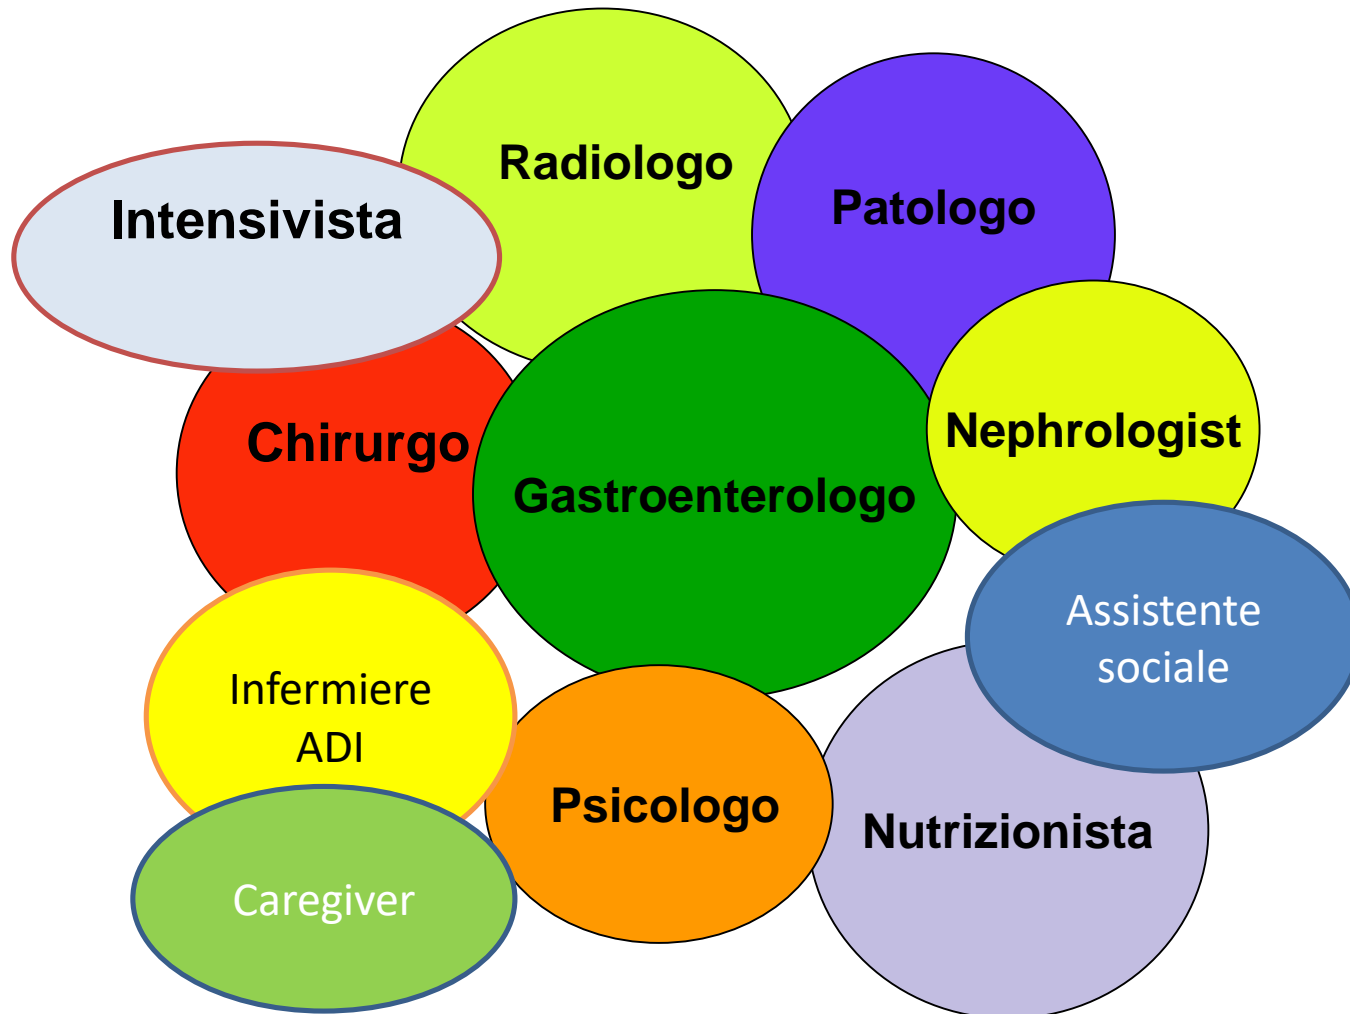 Radiologo
Patologo
Intensivista
Chirurgo
Nephrologist
Gastroenterologo
Assistente
sociale
Infermiere
ADI
Psicologo
Nutrizionista
Caregiver